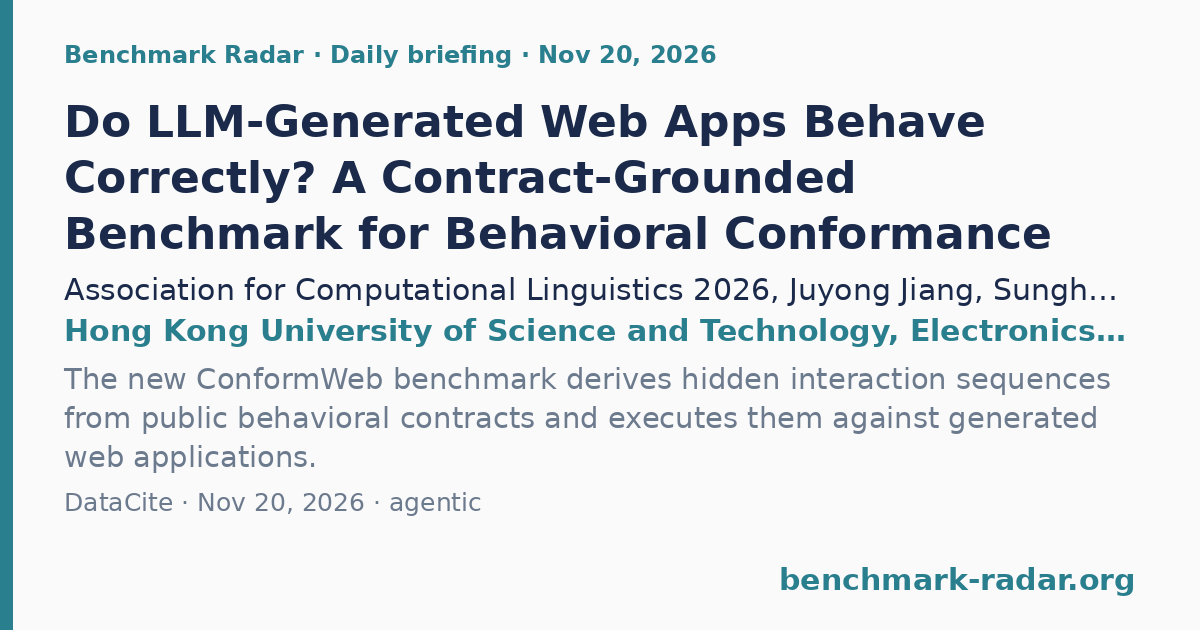 Benchmark Radar · Daily briefing · Nov 20, 2026
Do LLM-Generated Web Apps Behave
Correctly? A Contract-Grounded
Benchmark for Behavioral Conformance
Association for Computational Linguistics 2026, Juyong Jiang, Sungh…
Hong Kong University of Science and Technology, Electronics…
The new ConformWeb benchmark derives hidden interaction sequences
from public behavioral contracts and executes them against generated
web applications.
DataCite · Nov 20, 2026 · agentic
benchmark-radar.org